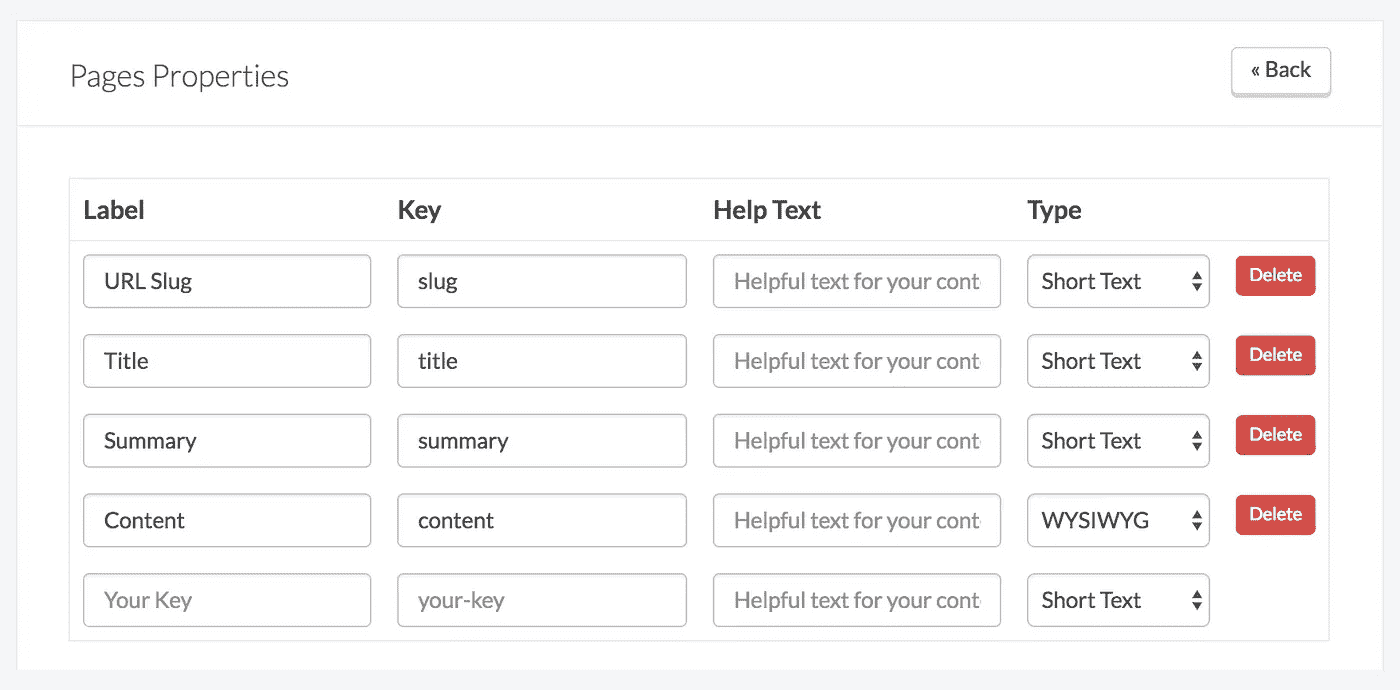 Pages Properties
« Back
Label Key Help Text Type
URL Slug slug Helpful text for your cont Short Text Delete
Title title Helpful text for your cont Short Text Delete
Summary summary Helpful text for your cont Short Text Delete
Content content Helpful text for your cont WYSIWYG Delete
Your Key your-key Helpful text for your cont Short Text